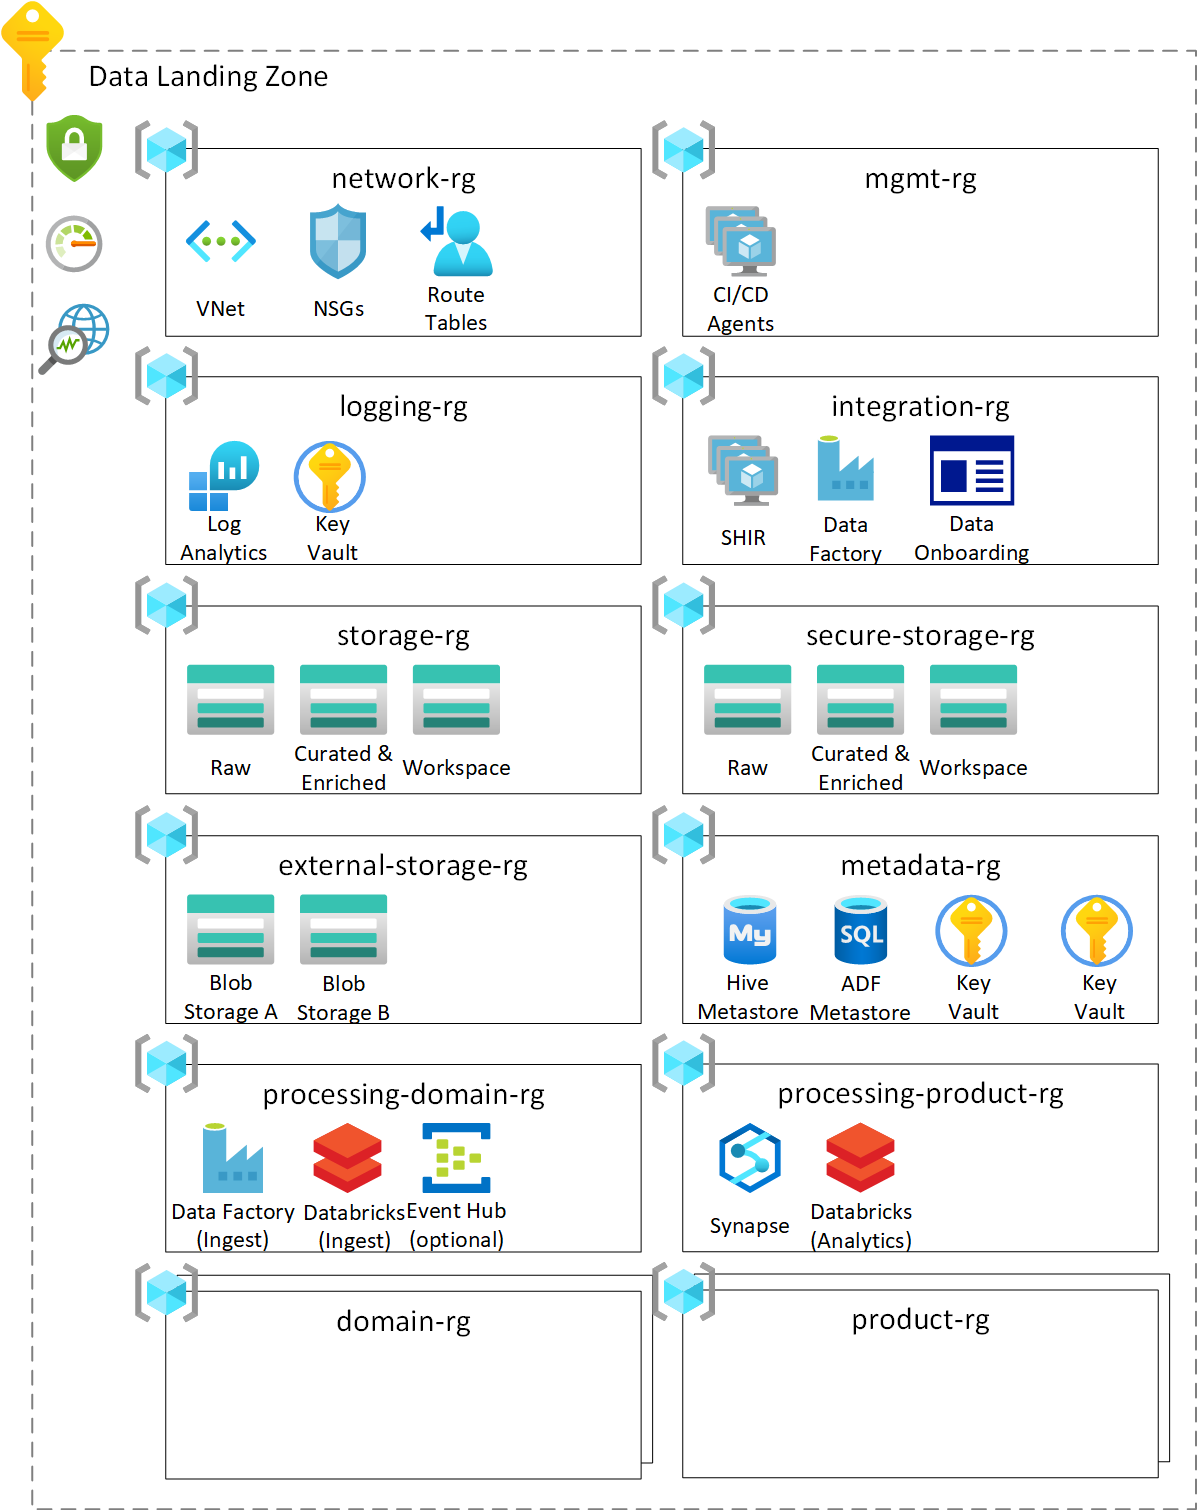 Data Landing Zone
network-rg
VNet
NSGs
Route
Tables
mgmt-rg
CI/CD
Agents
logging-rg
Log
Analytics
Key
Vault
integration-rg
SHIR
Data
Factory
Data
Onboarding
storage-rg
Raw
Curated &
Enriched
Workspace
secure-storage-rg
Raw
Curated &
Enriched
Workspace
external-storage-rg
Blob
Storage A
Blob
Storage B
metadata-rg
My
Hive
Metastore
SQL
ADF
Metastore
Key
Vault
Key
Vault
processing-domain-rg
Data Factory
(Ingest)
Databricks
(Ingest)
Event Hub
(optional)
processing-product-rg
Synapse
Databricks
(Analytics)
domain-rg
product-rg